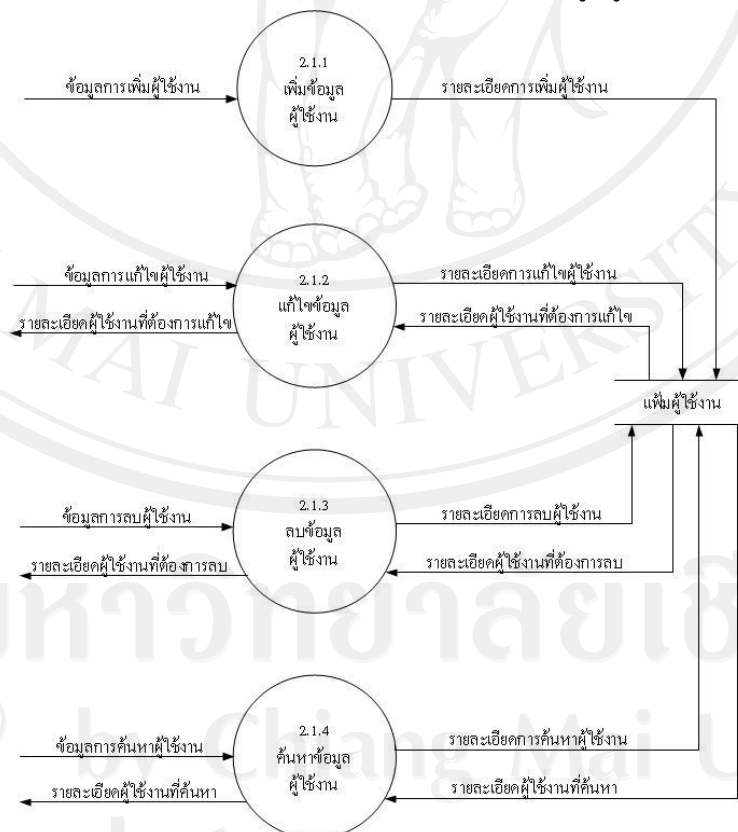 2.1.1
เพิ่มข้อมูล
ผู้ใช้งาน
ข้อมูลการเพิ่มผู้ใช้งาน
รายละเอียดการเพิ่มผู้ใช้งาน
2.1.2
แก้ไขข้อมูล
ผู้ใช้งาน
ข้อมูลการแก้ไขผู้ใช้งาน
รายละเอียดผู้ใช้งานที่ต้องการแก้ไข
รายละเอียดการแก้ไขผู้ใช้งาน
รายละเอียดผู้ใช้งานที่ต้องการแก้ไข
แฟ้มผู้ใช้งาน
2.1.3
ลบข้อมูล
ผู้ใช้งาน
ข้อมูลการลบผู้ใช้งาน
รายละเอียดผู้ใช้งานที่ต้องการลบ
รายละเอียดการลบผู้ใช้งาน
รายละเอียดผู้ใช้งานที่ต้องการลบ
2.1.4
ค้นหาข้อมูล
ผู้ใช้งาน
ข้อมูลการค้นหาผู้ใช้งาน
รายละเอียดผู้ใช้งานที่ค้นหา
รายละเอียดการค้นหาผู้ใช้งาน
รายละเอียดผู้ใช้งานที่ค้นหา
MAI UNIVERSITY
by Chiang Mai